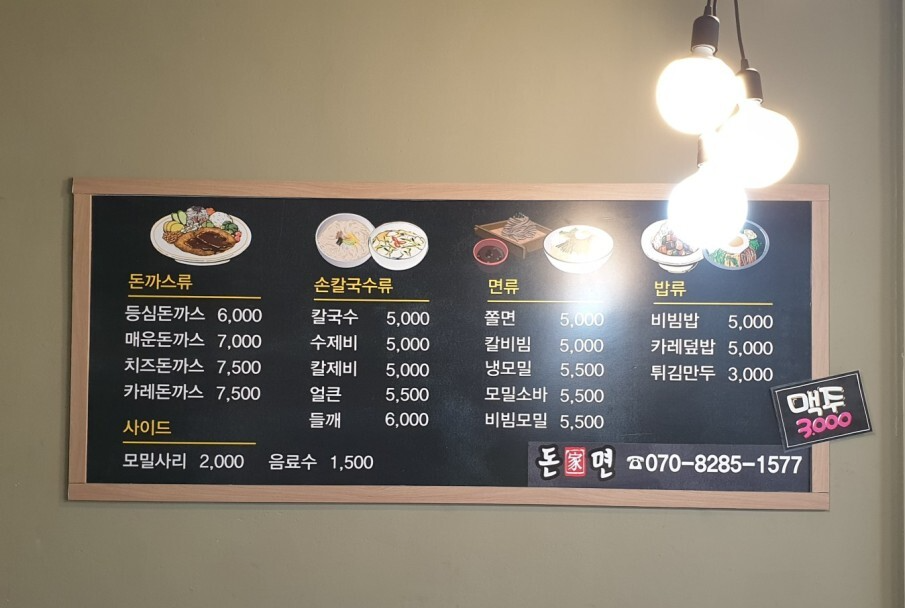 돈까스류
등심돈까스 6,000
매운돈까스 7,000
치즈돈까스 7,500
카레돈까스 7,500
사이드
모밀사리 2,000 음료수 1,500
손칼국수류
칼국수 5,000
수제비 5,000
칼제비 5,000
얼큰 5,500
들깨 6,000
면류
쫄면 5,000
칼비빔 5,000
냉모밀 5,500
모밀소바 5,500
비빔모밀 5,500
밥류
비빔밥 5,000
카레덮밥 5,000
튀김만두 3,000
돈家면 ☎070-8285-1577
맥주
3.000